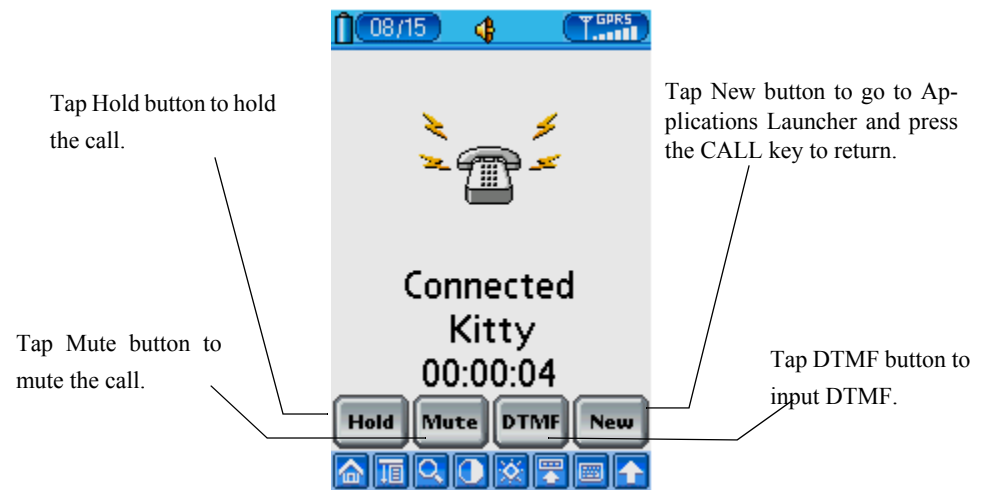 08/15
GPRS
Tap Hold button to hold
the call.
Tap New button to go to Ap-
plications Launcher and press
the CALL key to return.
Connected
Kitty
00:00:04
Tap Mute button to
mute the call.
Tap DTMF button to
input DTMF.
Hold Mute DTMF New